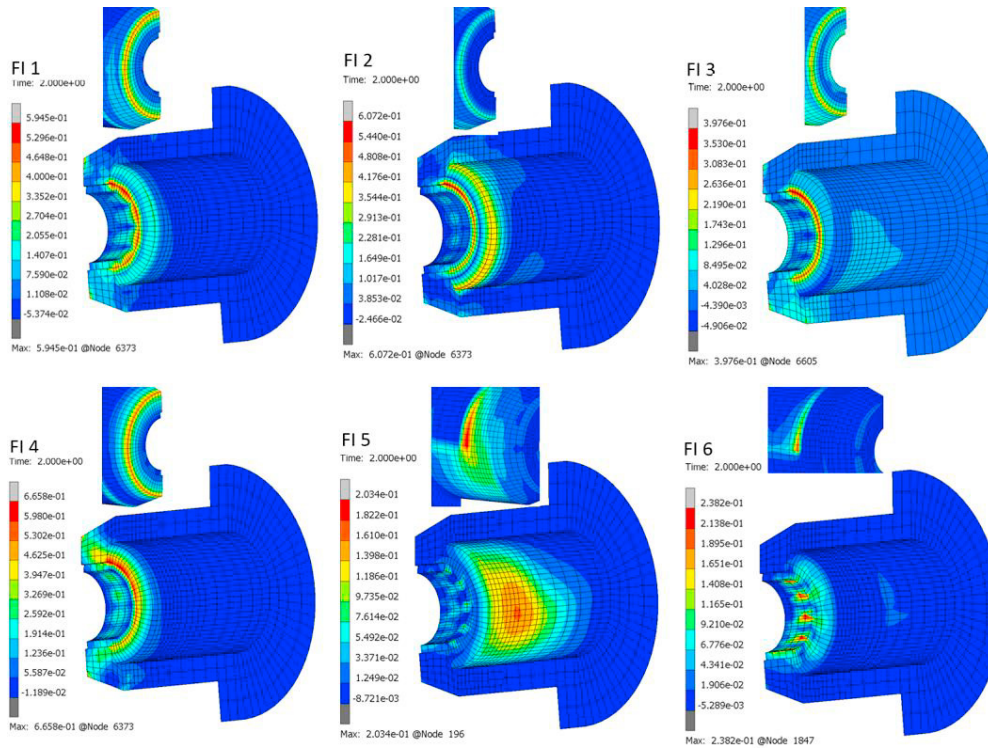 FI 1
Time: 2.000e+00
5.945e-01
5.296e-01
4.648e-01
4.000e-01
3.352e-01
2.704e-01
2.055e-01
1.407e-01
7.590e-02
1.108e-02
-5.374e-02
Max: 5.945e-01 @Node 6373
FI 2
Time: 2.000e+00
6.072e-01
5.440e-01
4.808e-01
4.176e-01
3.544e-01
2.913e-01
2.281e-01
1.649e-01
1.017e-01
3.853e-02
-2.466e-02
Max: 6.072e-01 @Node 6373
FI 3
Time: 2.000e+00
3.976e-01
3.530e-01
3.083e-01
2.636e-01
2.190e-01
1.743e-01
1.296e-01
8.495e-02
4.028e-02
-4.390e-03
-4.906e-02
Max: 3.976e-01 @Node 6605
FI 4
Time: 2.000e+00
6.658e-01
5.980e-01
5.302e-01
4.625e-01
3.947e-01
3.269e-01
2.592e-01
1.914e-01
1.236e-01
5.587e-02
-1.189e-02
Max: 6.658e-01 @Node 6373
FI 5
Time: 2.000e+00
2.034e-01
1.822e-01
1.610e-01
1.398e-01
1.186e-01
9.735e-02
7.614e-02
5.492e-02
3.371e-02
1.249e-02
-8.721e-03
Max: 2.034e-01 @Node 196
FI 6
Time: 2.000e+00
2.382e-01
2.138e-01
1.895e-01
1.651e-01
1.408e-01
1.165e-01
9.210e-02
6.776e-02
4.341e-02
1.906e-02
-5.289e-03
Max: 2.382e-01 @Node 1847